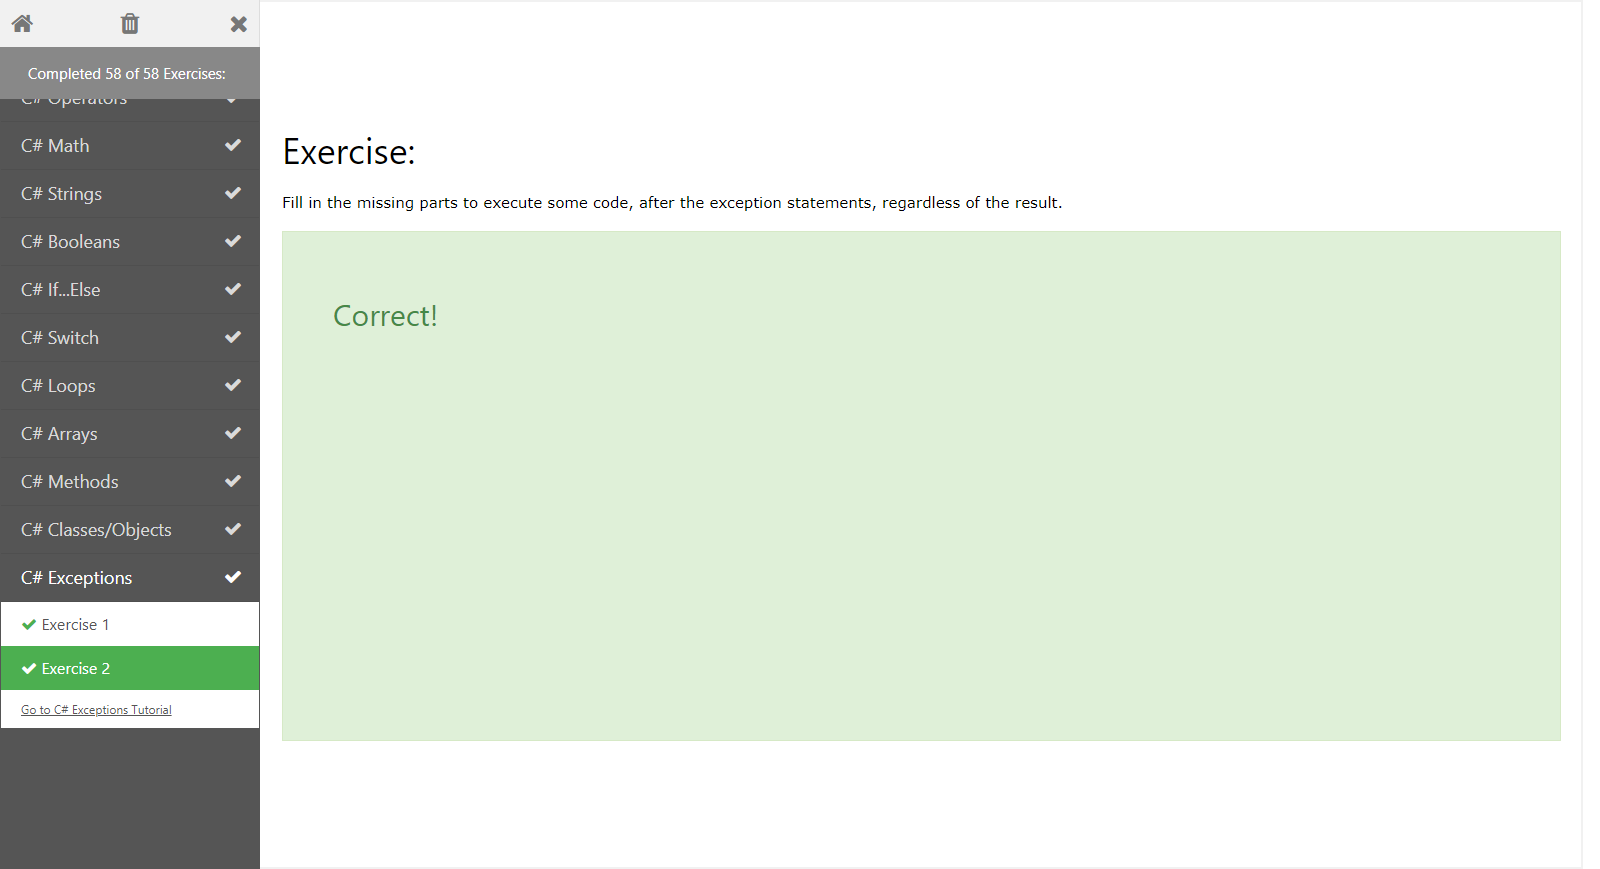 Completed 58 of 58 Exercises:
C# Operators
C# Math
C# Strings
C# Booleans
C# If...Else
C# Switch
C# Loops
C# Arrays
C# Methods
C# Classes/Objects
C# Exceptions
Exercise 1
Exercise 2
Go to C# Exceptions Tutorial
Exercise:
Fill in the missing parts to execute some code, after the exception statements, regardless of the result.
Correct!